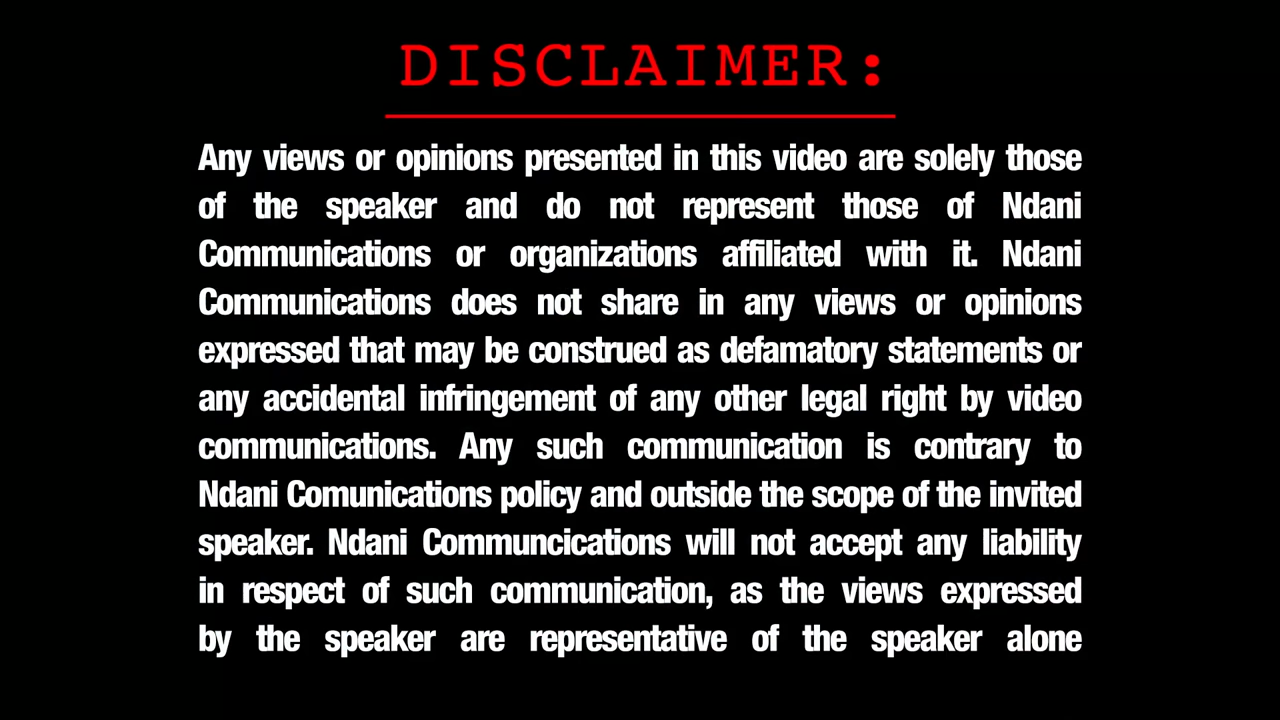 DISCLAIMER:
Any views or opinions presented in this video are solely those
of the speaker and do not represent those of Ndani
Communications or organizations affiliated with it. Ndani
Communications does not share in any views or opinions
expressed that may be construed as defamatory statements or
any accidental infringement of any other legal right by video
communications. Any such communication is contrary to
Ndani Comunications policy and outside the scope of the invited
speaker. Ndani Communcications will not accept any liability
in respect of such communication, as the views expressed
by the speaker are representative of the speaker alone